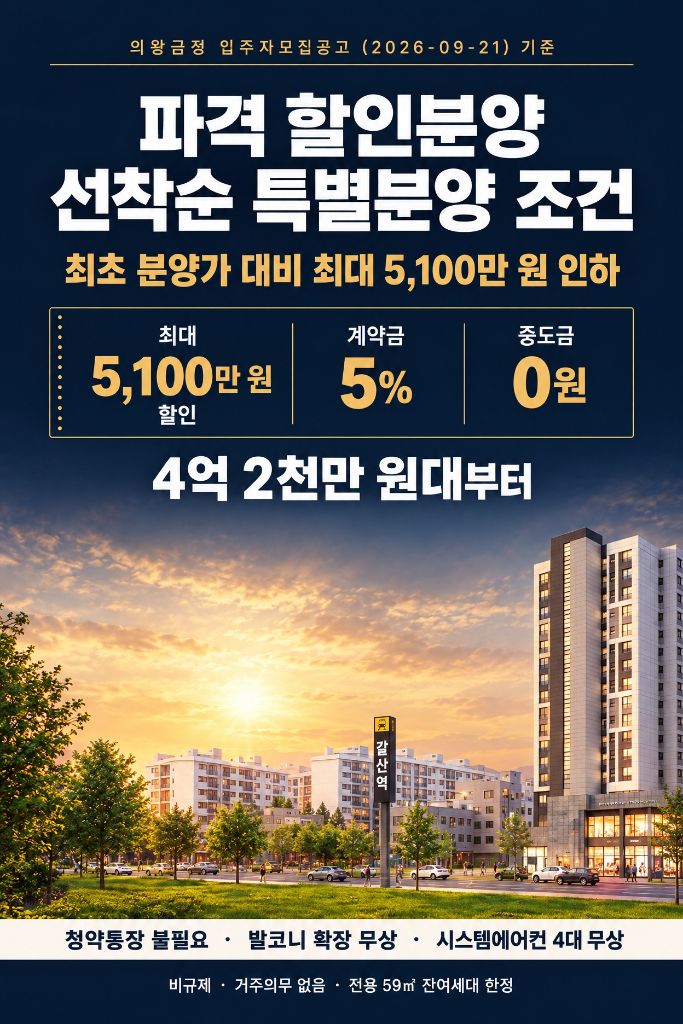 의왕금정 입주자모집공고 (2026-09-21) 기준
파격 할인분양
선착순 특별분양 조건
최초 분양가 대비 최대 5,100만 원 인하
최대
5,100만 원
할인
계약금
5%
중도금
0원
4억 2천만 원대부터
갈산역
청약통장 불필요 · 발코니 확장 무상 · 시스템에어컨 4대 무상
비규제 · 거주의무 없음 · 전용 59㎡ 잔여세대 한정